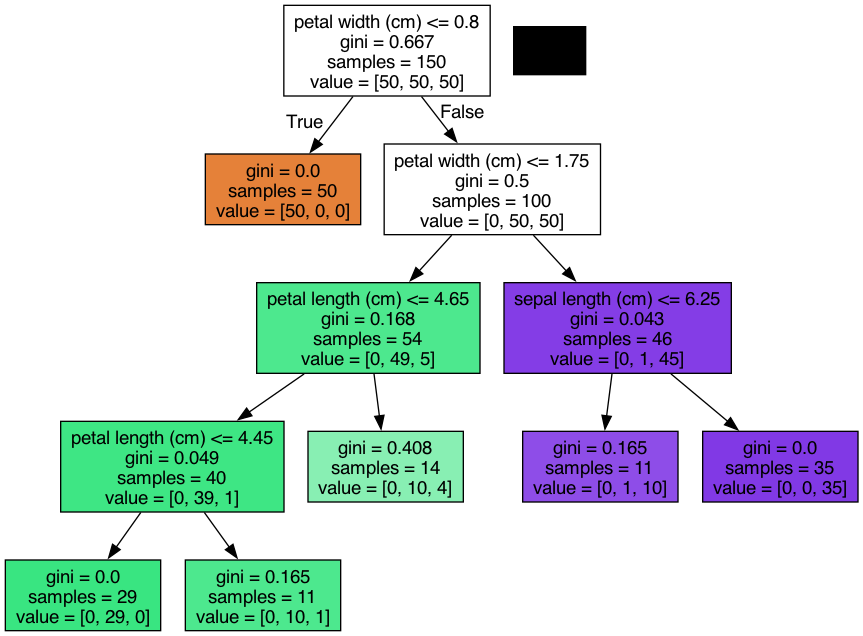 petal width (cm) <= 0.8
gini = 0.667
samples = 150
value = [50, 50, 50]
True
False
gini = 0.0
samples = 50
value = [50, 0, 0]
petal width (cm) <= 1.75
gini = 0.5
samples = 100
value = [0, 50, 50]
petal length (cm) <= 4.65
gini = 0.168
samples = 54
value = [0, 49, 5]
sepal length (cm) <= 6.25
gini = 0.043
samples = 46
value = [0, 1, 45]
petal length (cm) <= 4.45
gini = 0.049
samples = 40
value = [0, 39, 1]
gini = 0.408
samples = 14
value = [0, 10, 4]
gini = 0.165
samples = 11
value = [0, 1, 10]
gini = 0.0
samples = 35
value = [0, 0, 35]
gini = 0.0
samples = 29
value = [0, 29, 0]
gini = 0.165
samples = 11
value = [0, 10, 1]